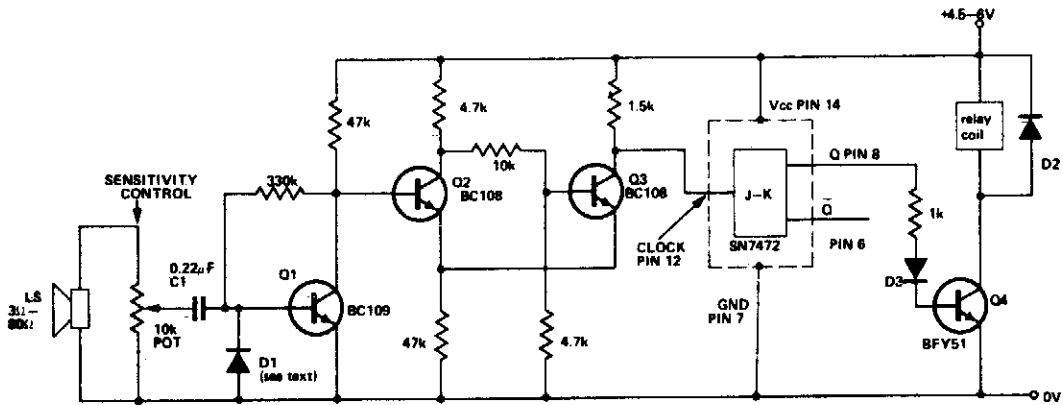 +4.5–6V
47k
4.7k
1.5k
Vcc PIN 14
relay
coil
D2
SENSITIVITY
CONTROL
330k
Q2
BC108
10k
Q3
BC108
J–K
SN7472
Q PIN 8
Q̅
PIN 6
1k
CLOCK
PIN 12
D3
LS
3Ω–
80Ω
0.22µF
C1
Q1
BC109
10k
POT
D1
(see text)
47k
4.7k
GND
PIN 7
Q4
BFY51
0V